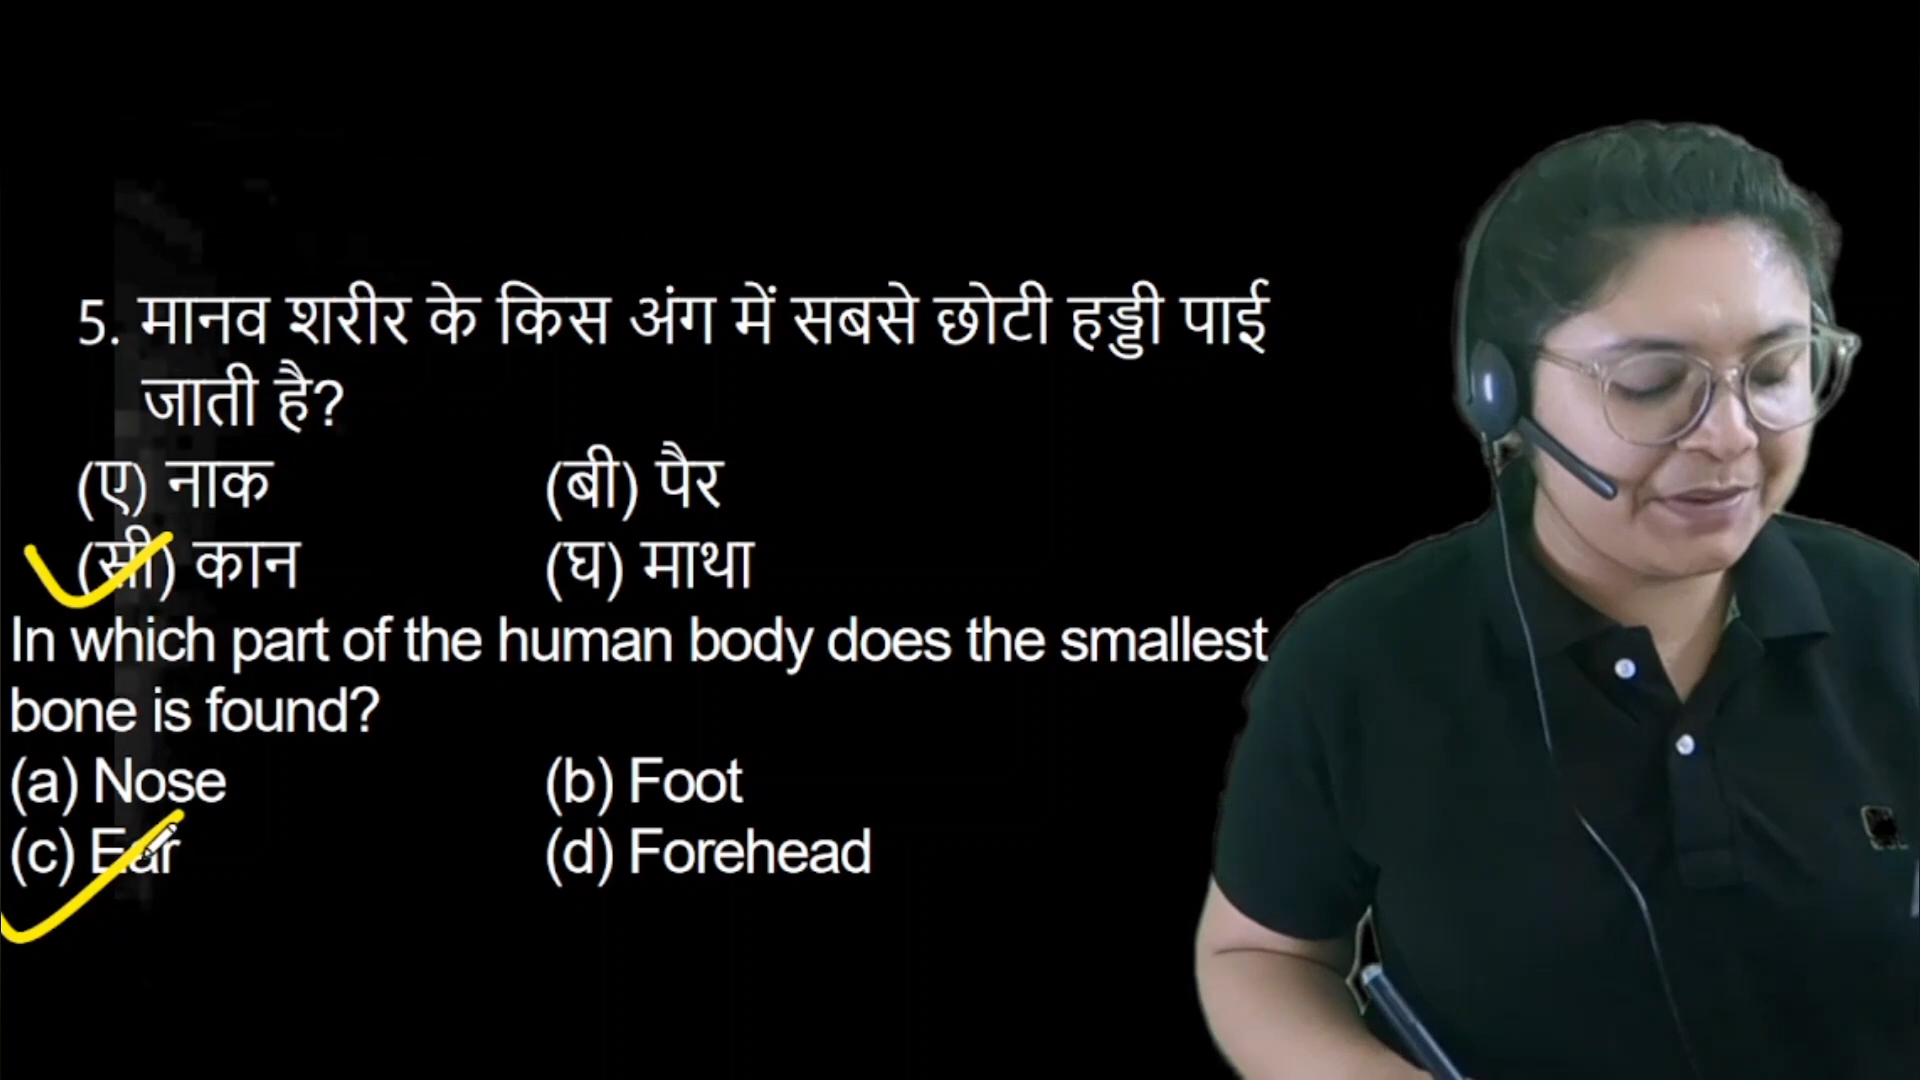 5. मानव शरीर के किस अंग में सबसे छोटी हड्डी पाई
जाती है?
(ए) नाक (बी) पैर
(सी) कान (घ) माथा
In which part of the human body does the smallest
bone is found?
(a) Nose (b) Foot
(c) Ear (d) Forehead